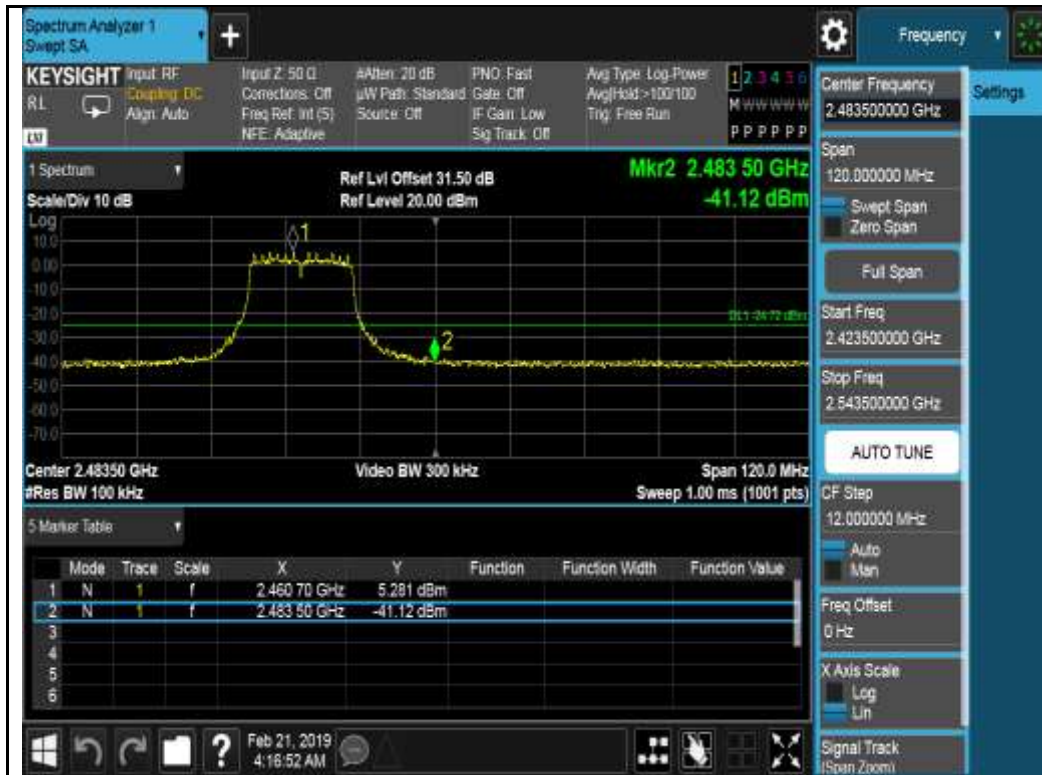 Spectrum Analyzer 1
Swept SA
+
Frequency
KEYSIGHT
RL
LXI
Input: RF
Coupling: DC
Align: Auto
Input Z: 50 Ω
Corrections: Off
Freq Ref: Int (S)
NFE: Adaptive
#Atten: 20 dB
µW Path: Standard
Source: Off
PNO: Fast
Gate: Off
IF Gain: Low
Sig Track: Off
Avg Type: Log-Power
Avg|Hold:>100/100
Trig: Free Run
1 2 3 4 5 6
M W W W W W
P P P P P P
1 Spectrum
Scale/Div 10 dB
Ref Lvl Offset 31.50 dB
Ref Level 20.00 dBm
Mkr2 2.483 50 GHz
-41.12 dBm
Log
10.0
0.00
-10.0
-20.0
-30.0
-40.0
-50.0
-60.0
-70.0
1
2
DL1 -24.72 dBm
Center 2.48350 GHz
#Res BW 100 kHz
Video BW 300 kHz
Span 120.0 MHz
Sweep 1.00 ms (1001 pts)
5 Marker Table
Mode Trace Scale X Y Function Function Width Function Value
1 N 1 f 2.460 70 GHz 5.281 dBm
2 N 1 f 2.483 50 GHz -41.12 dBm
3
4
5
6
?
Feb 21, 2019
4:16:52 AM
Center Frequency
2.483500000 GHz
Span
120.000000 MHz
Swept Span
Zero Span
Full Span
Start Freq
2.423500000 GHz
Stop Freq
2.543500000 GHz
AUTO TUNE
CF Step
12.000000 MHz
Auto
Man
Freq Offset
0 Hz
X Axis Scale
Log
Lin
Signal Track
(Span Zoom)
Settings